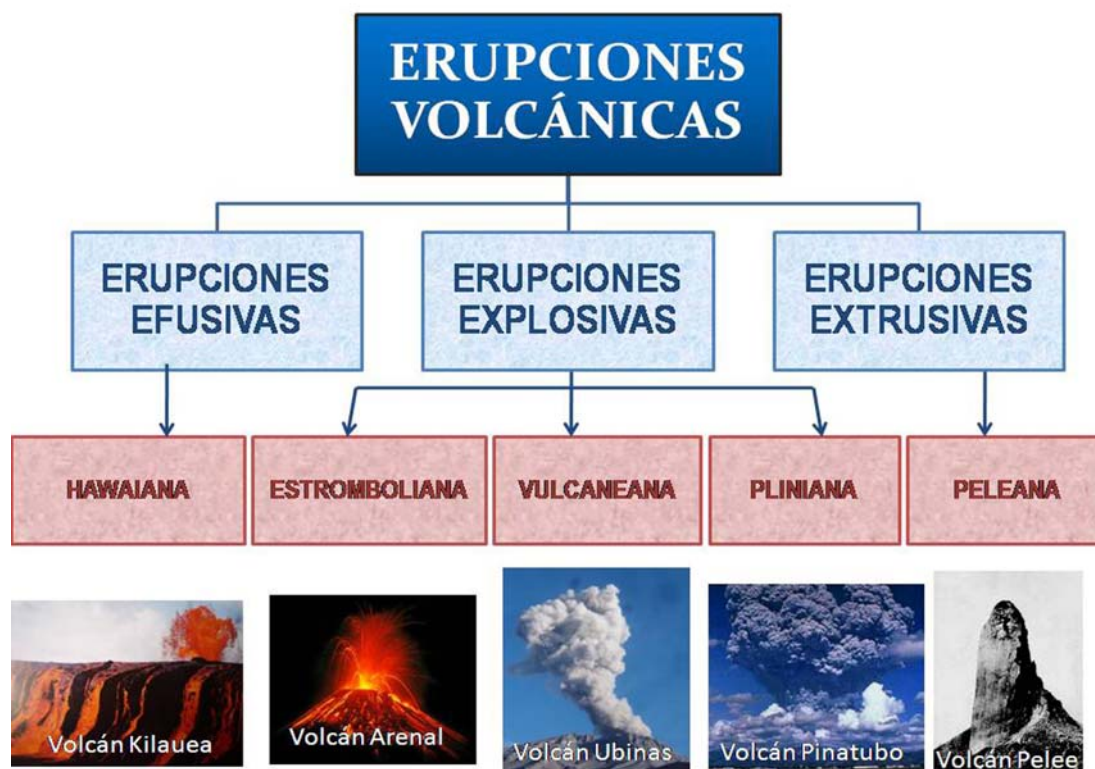 ERUPCIONES
VOLCÁNICAS
ERUPCIONES
EFUSIVAS
ERUPCIONES
EXPLOSIVAS
ERUPCIONES
EXTRUSIVAS
HAWAIANA
ESTROMBOLIANA
VULCANEANA
PLINIANA
PELEANA
Volcán Kilauea
Volcán Arenal
Volcán Ubinas
Volcán Pinatubo
Volcán Pelee